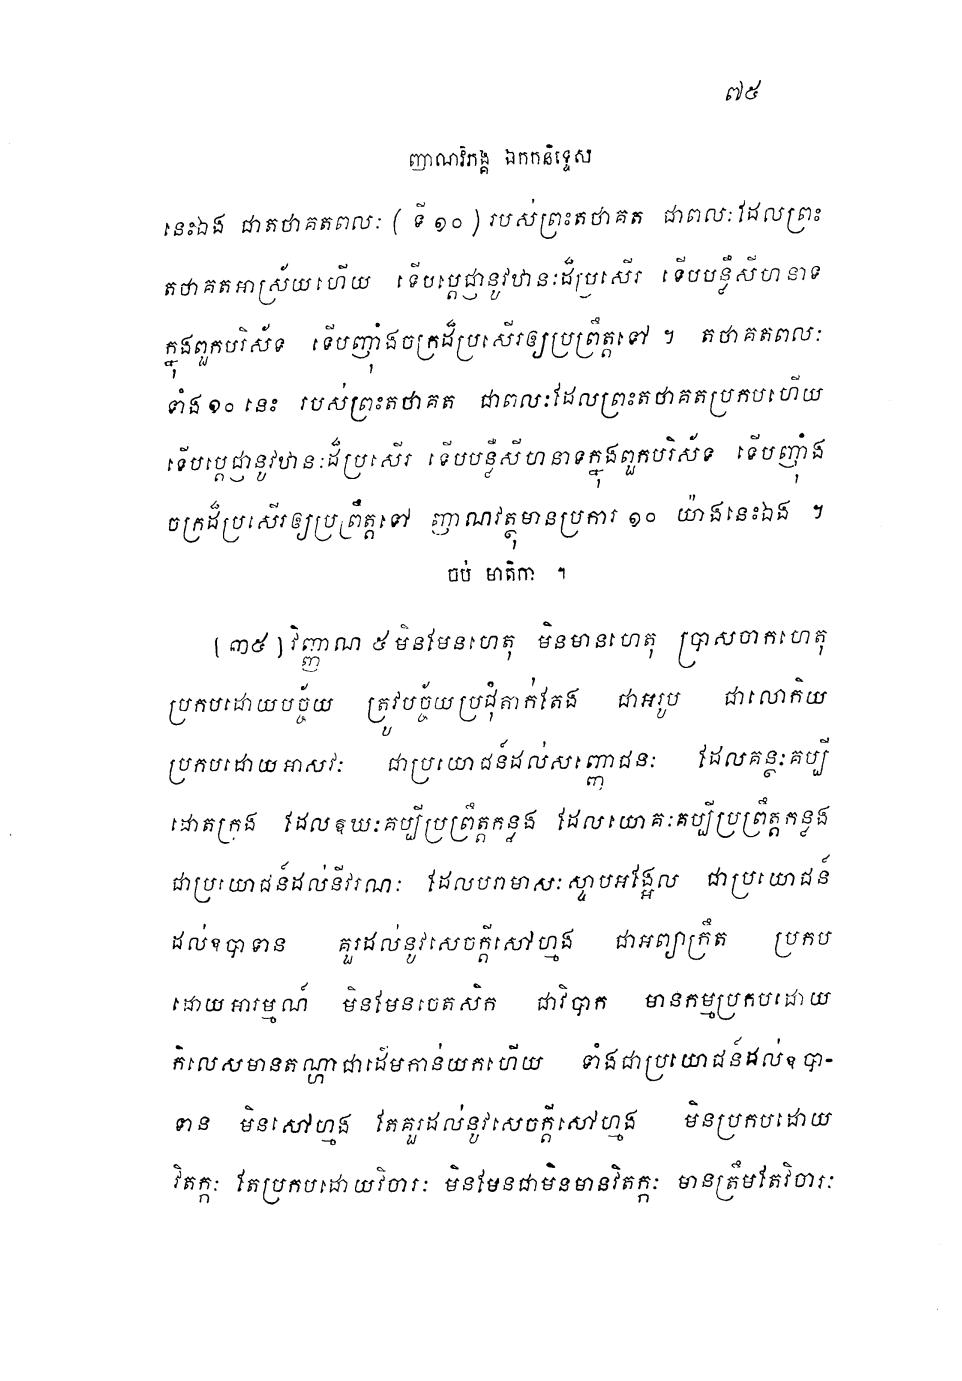 ៧៥
ញាណវិភង្គ ឯកកនិទ្ទេស
នេះឯង ជាតថាគតពលៈ ( ទី ១០ ) របស់ព្រះតថាគត ជាពលៈដែលព្រះ
តថាគតអាស្រ័យហើយ ទើបប្តេជ្ញានូវឋានៈដ៏ប្រសើរ ទើបបន្លឺសីហនាទ
ក្នុងពួកបរិស័ទ ទើបញ៉ាំងចក្រដ៏ប្រសើរឲ្យប្រព្រឹត្តទៅ ។ តថាគតពលៈ
ទាំង ១០ នេះ របស់ព្រះតថាគត ជាពលៈដែលព្រះតថាគតប្រកបហើយ
ទើបប្តេជ្ញានូវឋានៈដ៏ប្រសើរ ទើបបន្លឺសីហនាទក្នុងពួកបរិស័ទ ទើបញ៉ាំង
ចក្រដ៏ប្រសើរឲ្យប្រព្រឹត្តទៅ ញាណវត្ថុមានប្រការ ១០ យ៉ាងនេះឯង ។
ចប់ មាតិកា ។
( ៣៥ ) វិញ្ញាណ ៥ មិនមែនហេតុ មិនមានហេតុ ប្រាសចាកហេតុ
ប្រកបដោយបច្ច័យ ត្រូវបច្ច័យប្រជុំតាក់តែង ជាអរូប ជាលោកិយ
ប្រកបដោយអាសវៈ ជាប្រយោជន៍ដល់សញ្ញោជនៈ ដែលគន្ថៈគប្បី
ដោតក្រុង ដែលឱឃៈគប្បីប្រព្រឹត្តកន្លង ដែលយោគៈគប្បីប្រព្រឹត្តកន្លង
ជាប្រយោជន៍ដល់នីវរណៈ ដែលបរាមាសៈស្ទាបអង្អែល ជាប្រយោជន៍
ដល់ឧបាទាន គួរដល់នូវសេចក្តីសៅហ្មង ជាអព្យាក្រឹត ប្រកប
ដោយអារម្មណ៍ មិនមែនចេតសិក ជាវិបាក មានកម្មប្រកបដោយ
កិលេសមានតណ្ហាជាដើមកាន់យកហើយ ទាំងជាប្រយោជន៍ដល់ឧបា-
ទាន មិនសៅហ្មង តែគួរដល់នូវសេចក្តីសៅហ្មង មិនប្រកបដោយ
វិតក្កៈ តែប្រកបដោយវិចារៈ មិនមែនជាមិនមានវិតក្កៈ មានត្រឹមតែវិចារៈ